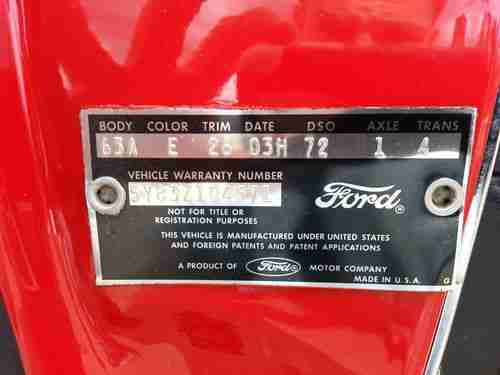 BODY COLOR TRIM DATE DSO AXLE TRANS
63A E 26 03H 72 1 4
VEHICLE WARRANTY NUMBER
Ford®
NOT FOR TITLE OR
REGISTRATION PURPOSES
THIS VEHICLE IS MANUFACTURED UNDER UNITED STATES
AND FOREIGN PATENTS AND PATENT APPLICATIONS
A PRODUCT OF Ford MOTOR COMPANY
MADE IN U.S.A. G